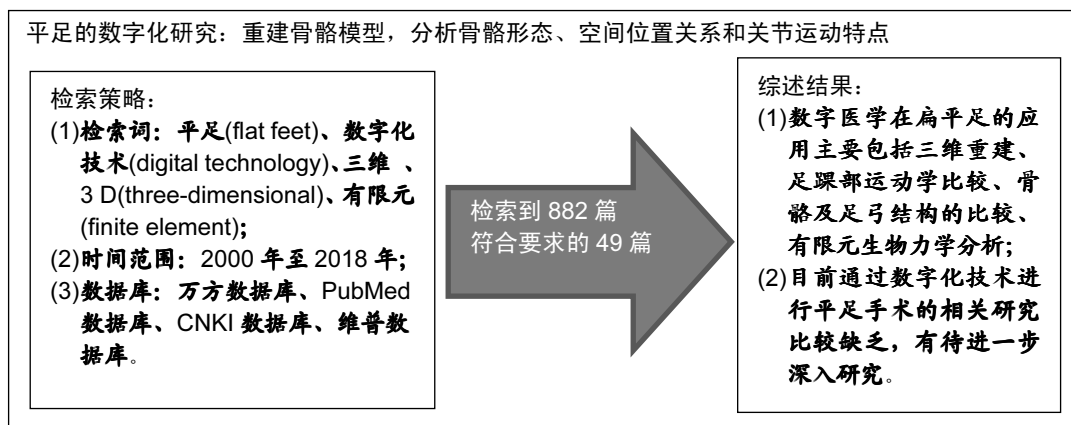 平足的数字化研究：重建骨骼模型，分析骨骼形态、空间位置关系和关节运动特点
检索策略：
(1)检索词：平足(flat feet)、数字化
技术(digital technology)、三维 、
3 D(three-dimensional)、有限元
(finite element)；
(2)时间范围：2000 年至 2018 年；
(3)数据库：万方数据库、PubMed
数据库、CNKI 数据库、维普数
据库。
检索到 882 篇
符合要求的 49 篇
综述结果：
(1)数字医学在扁平足的应
用主要包括三维重建、
足踝部运动学比较、骨
骼及足弓结构的比较、
有限元生物力学分析；
(2)目前通过数字化技术进
行平足手术的相关研究
比较缺乏，有待进一步
深入研究。